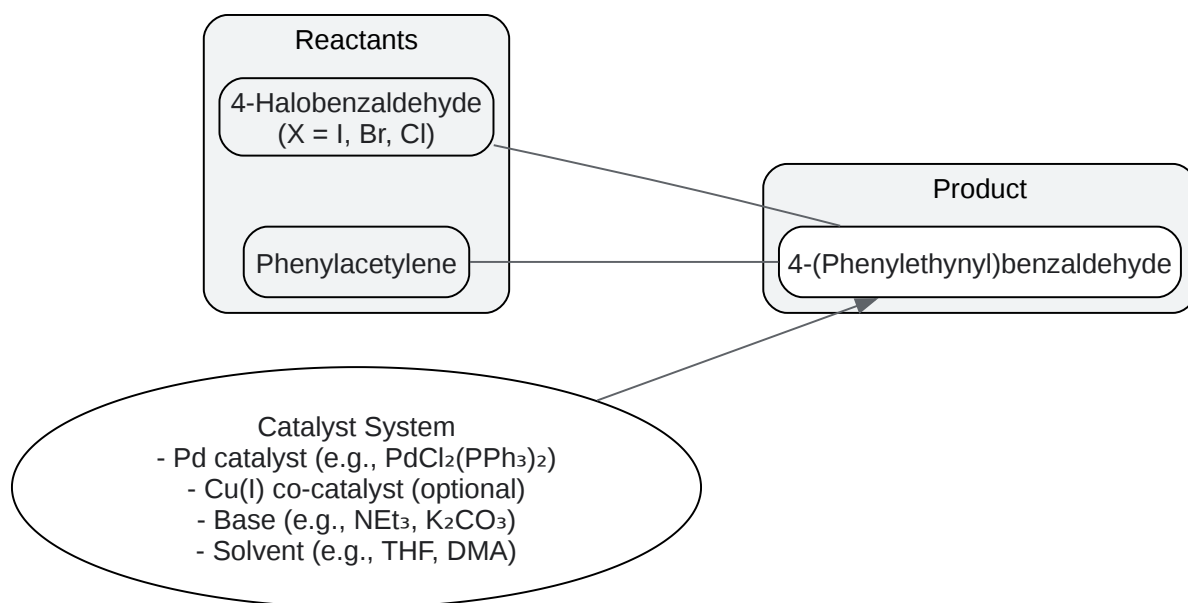 Reactants
4-Halobenzaldehyde
(X = I, Br, Cl)
Phenylacetylene
Product
4-(Phenylethynyl)benzaldehyde
Catalyst System
- Pd catalyst (e.g., PdCl₂(PPh₃)₂)
- Cu(I) co-catalyst (optional)
- Base (e.g., NEt₃, K₂CO₃)
- Solvent (e.g., THF, DMA)